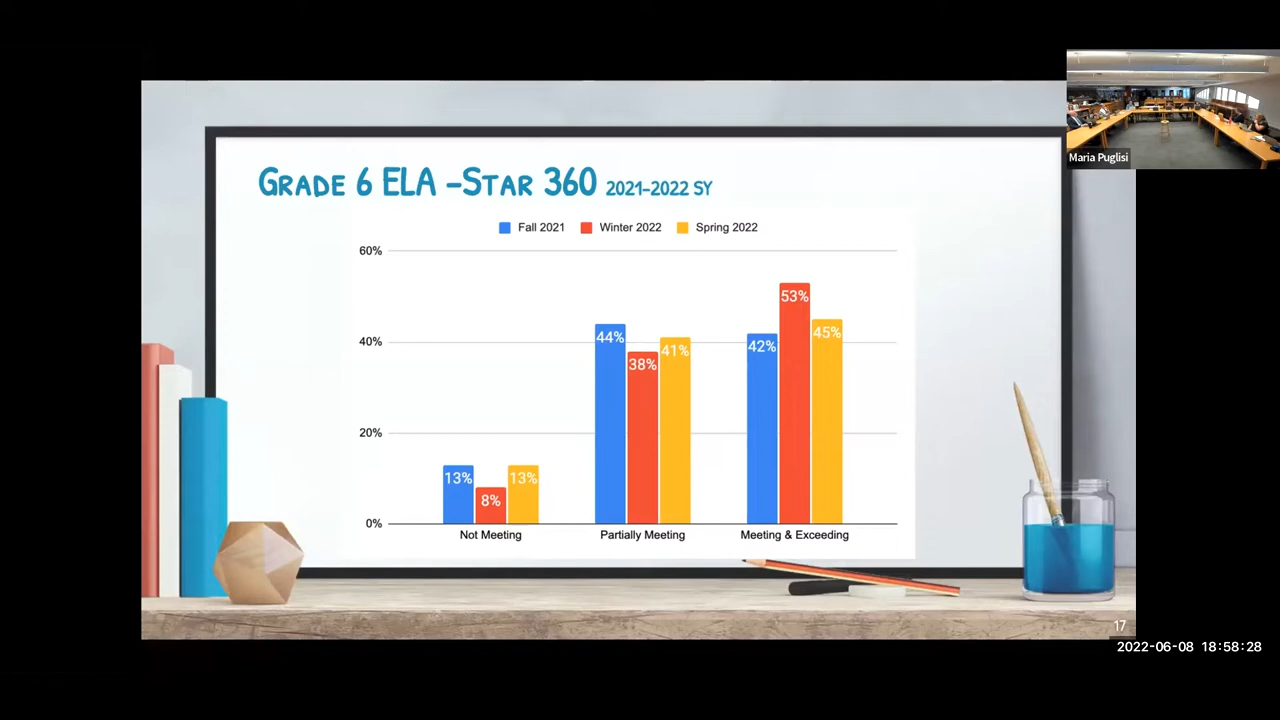 Maria Puglisi
GRADE 6 ELA –STAR 360 2021–2022 SY
Fall 2021 Winter 2022 Spring 2022
60%
40%
20%
0%
13% 8% 13%
44% 38% 41%
42% 53% 45%
Not Meeting Partially Meeting Meeting & Exceeding
17
2022-06-08 18:58:28